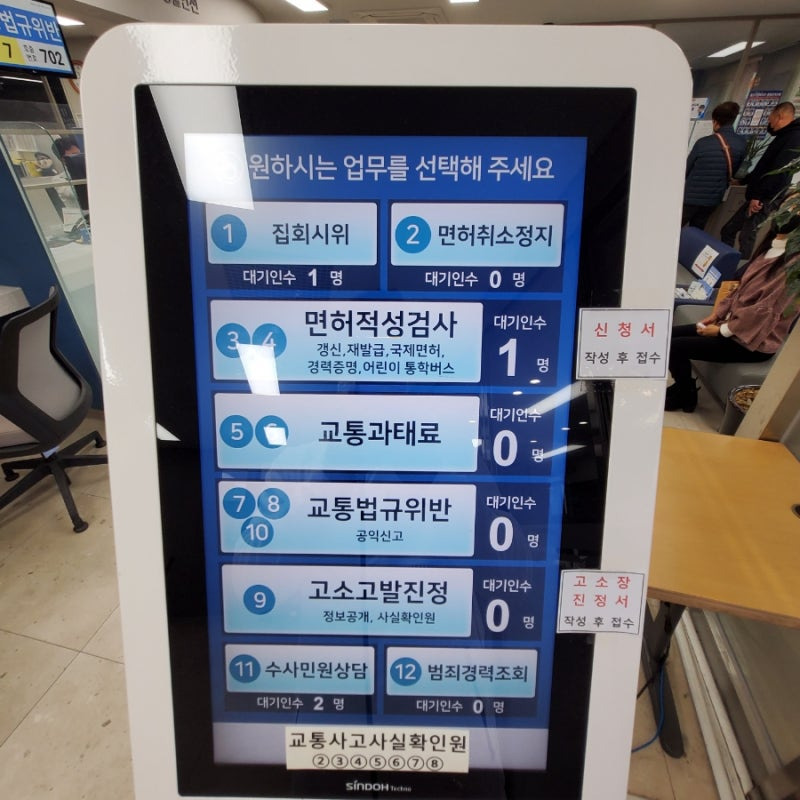 법규위반
7 702
원하시는 업무를 선택해 주세요
1 집회시위
대기인수 1 명
2 면허취소정지
대기인수 0 명
3 4 면허적성검사
갱신,재발급,국제면허,
경력증명,어린이 통학버스
대기인수
1 명
신청서
작성 후 접수
5 6 교통과태료
대기인수
0 명
7 8 10 교통법규위반
공익신고
대기인수
0 명
9 고소고발진정
정보공개, 사실확인원
대기인수
0 명
고소장
진정서
작성 후 접수
11 수사민원상담
대기인수 2 명
12 범죄경력조회
대기인수 0 명
교통사고사실확인원
②③④⑤⑥⑦⑧
SINDOH Techno